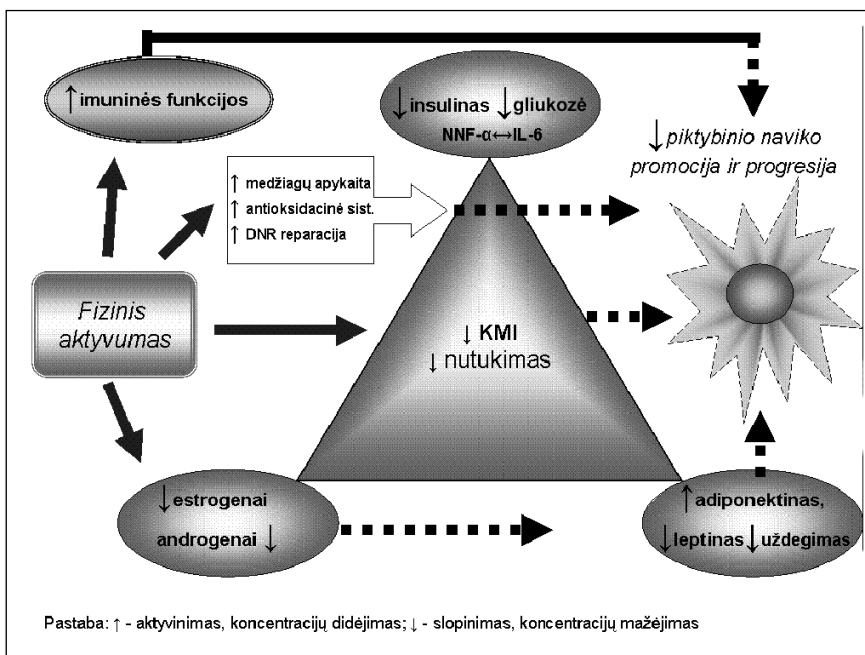 ↑ imuninės funkcijos
↓insulinas ↓gliukozė
NNF-α↔IL-6
↓ piktybinio naviko
promocija ir progresija
↑ medžiagų apykaita
↑ antioksidacinė sist.
↑ DNR reparacija
Fizinis
aktyvumas
↓ KMI
↓ nutukimas
↓estrogenai
androgenai ↓
↑ adiponektinas,
↓leptinas ↓uždegimas
Pastaba: ↑ - aktyvinimas, koncentracijų didėjimas; ↓ - slopinimas, koncentracijų mažėjimas